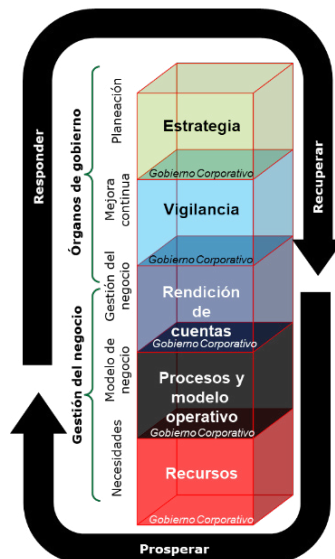 Responder
Recuperar
Prosperar
Órganos de gobierno
Gestión del negocio
Planeación
Mejora
continua
Gestión del
negocio
Modelo de
negocio
Necesidades
Estrategia
Gobierno Corporativo
Vigilancia
Gobierno Corporativo
Rendición
de
cuentas
Gobierno Corporativo
Procesos y
modelo
operativo
Gobierno Corporativo
Recursos
Gobierno Corporativo